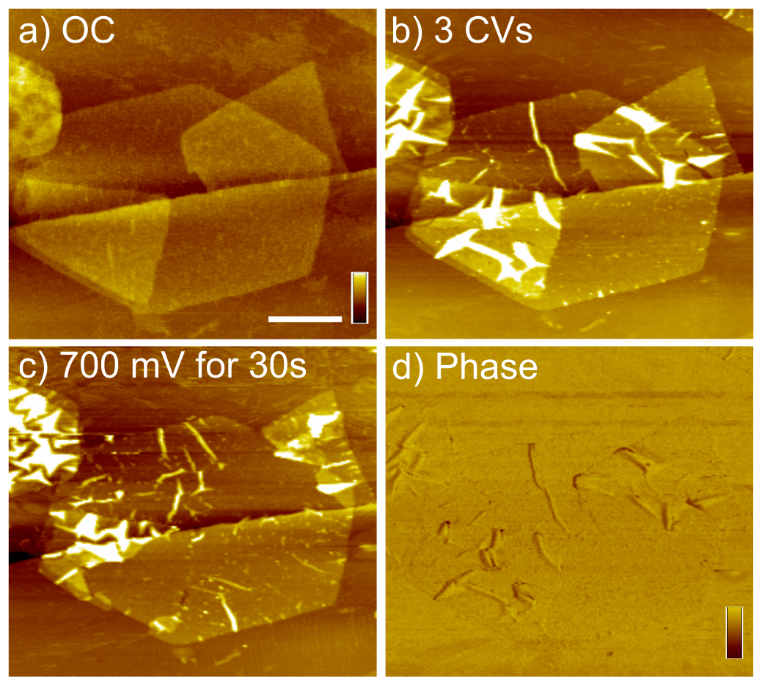 a) OC
b) 3 CVs
c) 700 mV for 30s
d) Phase